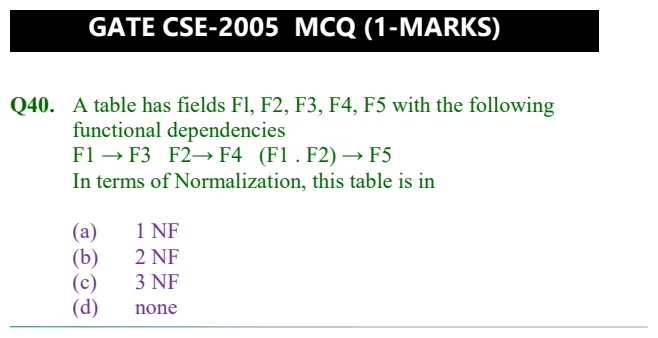 GATE CSE-2005 MCQ (1-MARKS)
Q40. A table has fields Fl, F2, F3, F4, F5 with the following
functional dependencies
F1 → F3 F2→ F4 (F1 . F2) → F5
In terms of Normalization, this table is in
(a) 1 NF
(b) 2 NF
(c) 3 NF
(d) none